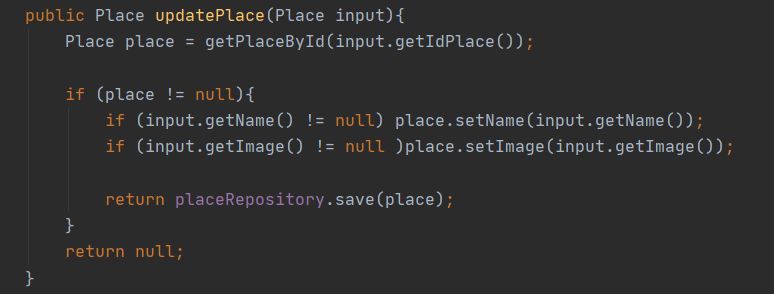 public Place updatePlace(Place input){
Place place = getPlaceById(input.getIdPlace());
if (place != null){
if (input.getName() != null) place.setName(input.getName());
if (input.getImage() != null )place.setImage(input.getImage());
return placeRepository.save(place);
}
return null;
}